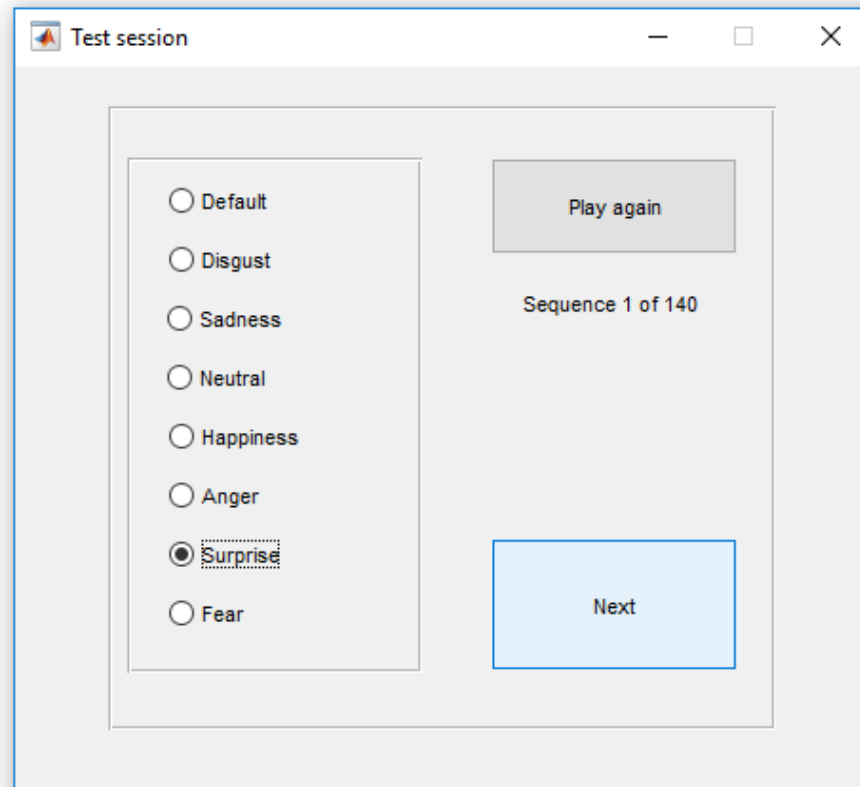 Test session
Default
Disgust
Sadness
Neutral
Happiness
Anger
Surprise
Fear
Play again
Sequence 1 of 140
Next